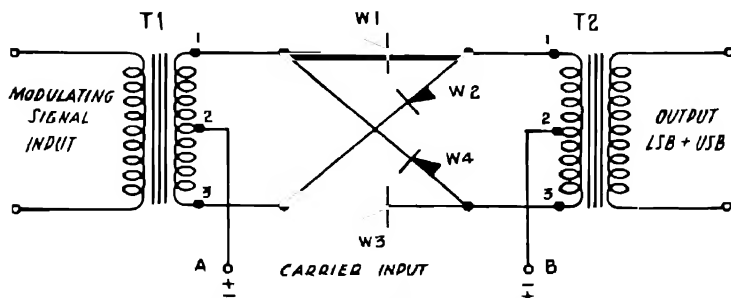 T1
W1
T2
1
1
MODULATING
SIGNAL
INPUT
W2
2
2
OUTPUT
LSB + USB
W4
3
3
W3
A
+
-
CARRIER INPUT
B
-
+